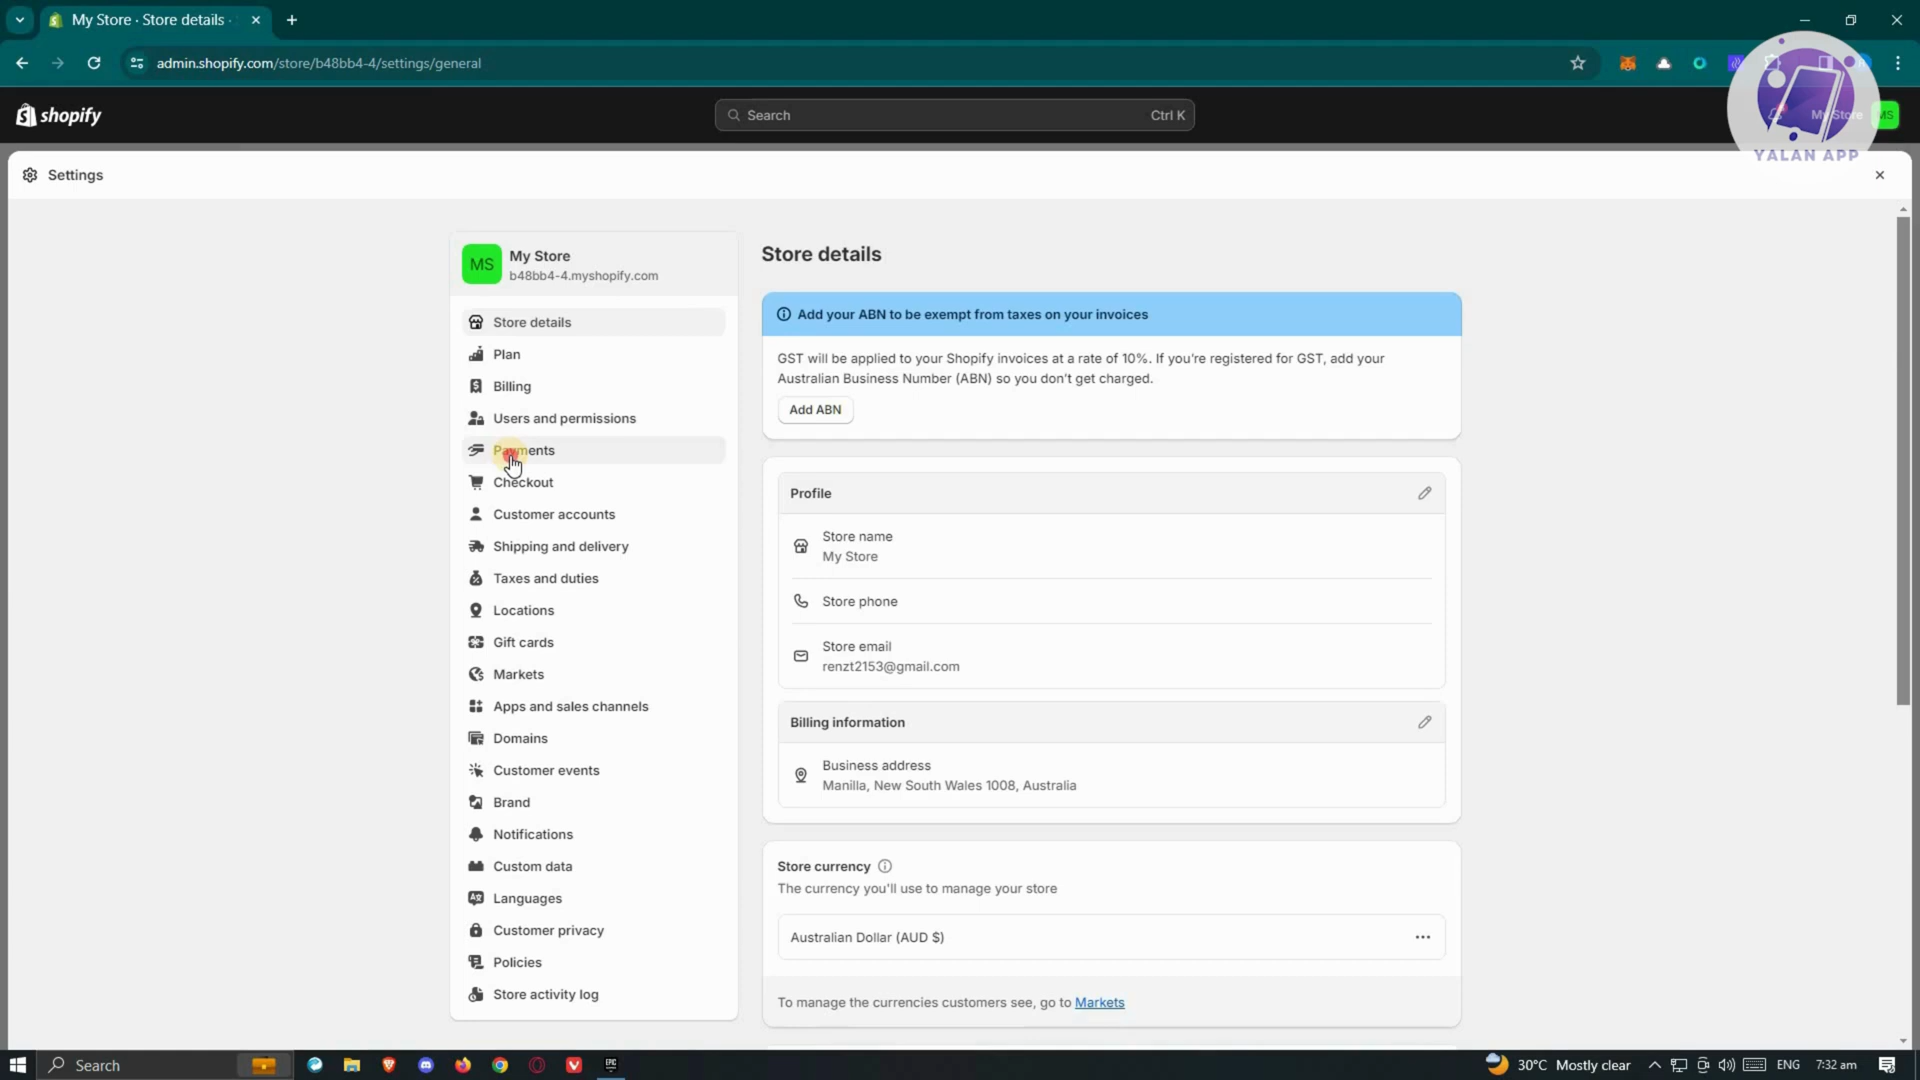 My Store · Store details ·
admin.shopify.com/store/b48bb4-4/settings/general
shopify
Search
Ctrl K
My Store
MS
YALAN APP
Settings
MS
My Store
b48bb4-4.myshopify.com
Store details
Plan
Billing
Users and permissions
Payments
Checkout
Customer accounts
Shipping and delivery
Taxes and duties
Locations
Gift cards
Markets
Apps and sales channels
Domains
Customer events
Brand
Notifications
Custom data
Languages
Customer privacy
Policies
Store activity log
Store details
Add your ABN to be exempt from taxes on your invoices
GST will be applied to your Shopify invoices at a rate of 10%. If you're registered for GST, add your
Australian Business Number (ABN) so you don't get charged.
Add ABN
Profile
Store name
My Store
Store phone
Store email
renzt2153@gmail.com
Billing information
Business address
Manilla, New South Wales 1008, Australia
Store currency
The currency you'll use to manage your store
Australian Dollar (AUD $)
To manage the currencies customers see, go to Markets
Search
EPIC
30°C Mostly clear
ENG
7:32 am